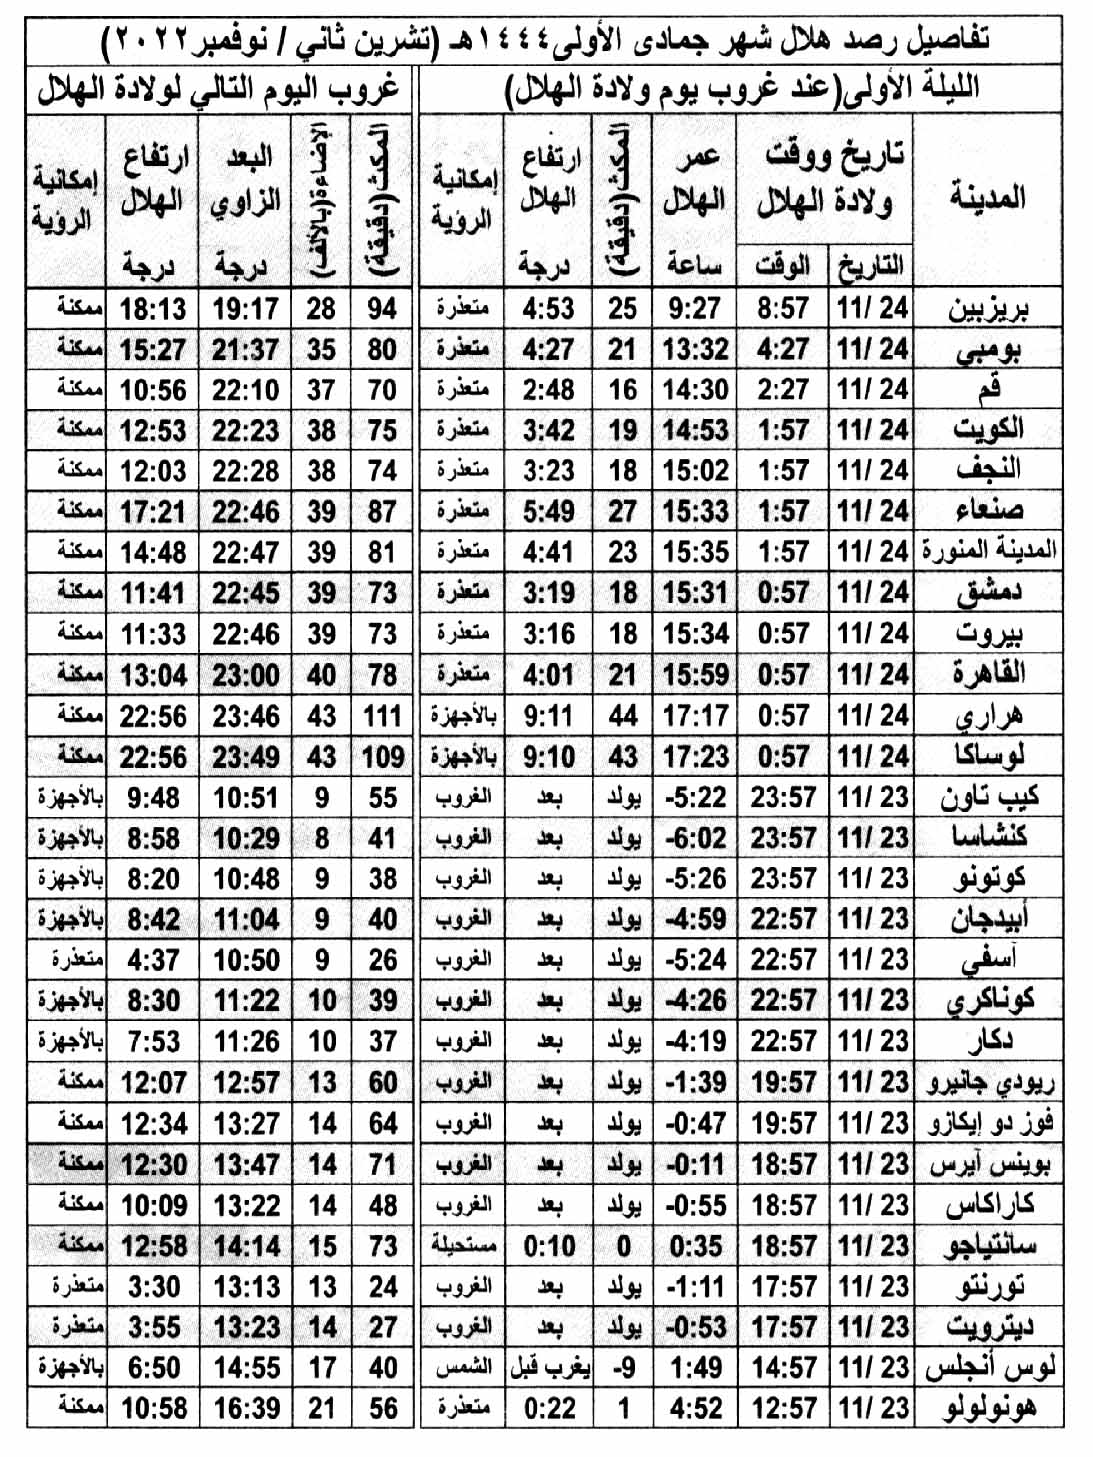 تفاصيل رصد هلال شهر جمادى الأولى١٤٤٤هـ (تشرين ثاني / نوفمبر٢٠٢٢)
الليلة الأولى(عند غروب يوم ولادة الهلال) غروب اليوم التالي لولادة الهلال
المدينة تاريخ ووقت ولادة الهلال التاريخ الوقت عمر الهلال ساعة المكث(دقيقة) ارتفاع الهلال درجة إمكانية الرؤية المكث(دقيقة) الإضاءة(بالألف) البعد الزاوي درجة ارتفاع الهلال درجة إمكانية الرؤية
بريزبين 11/ 24 8:57 9:27 25 4:53 متعذرة 94 28 19:17 18:13 ممكنة
بومبي 11/ 24 4:27 13:32 21 4:27 متعذرة 80 35 21:37 15:27 ممكنة
قم 11/ 24 2:27 14:30 16 2:48 متعذرة 70 37 22:10 10:56 ممكنة
الكويت 11/ 24 1:57 14:53 19 3:42 متعذرة 75 38 22:23 12:53 ممكنة
النجف 11/ 24 1:57 15:02 18 3:23 متعذرة 74 38 22:28 12:03 ممكنة
صنعاء 11/ 24 1:57 15:33 27 5:49 متعذرة 87 39 22:46 17:21 ممكنة
المدينة المنورة 11/ 24 1:57 15:35 23 4:41 متعذرة 81 39 22:47 14:48 ممكنة
دمشق 11/ 24 0:57 15:31 18 3:19 متعذرة 73 39 22:45 11:41 ممكنة
بيروت 11/ 24 0:57 15:34 18 3:16 متعذرة 73 39 22:46 11:33 ممكنة
القاهرة 11/ 24 0:57 15:59 21 4:01 متعذرة 78 40 23:00 13:04 ممكنة
هراري 11/ 24 0:57 17:17 44 9:11 بالأجهزة 111 43 23:46 22:56 ممكنة
لوساكا 11/ 24 0:57 17:23 43 9:10 بالأجهزة 109 43 23:49 22:56 ممكنة
كيب تاون 11/ 23 23:57 -5:22 يولد بعد الغروب 55 9 10:51 9:48 بالأجهزة
كنشاسا 11/ 23 23:57 -6:02 يولد بعد الغروب 41 8 10:29 8:58 بالأجهزة
كوتونو 11/ 23 23:57 -5:26 يولد بعد الغروب 38 9 10:48 8:20 بالأجهزة
أبيدجان 11/ 23 22:57 -4:59 يولد بعد الغروب 40 9 11:04 8:42 بالأجهزة
آسفي 11/ 23 22:57 -5:24 يولد بعد الغروب 26 9 10:50 4:37 متعذرة
كوناكري 11/ 23 22:57 -4:26 يولد بعد الغروب 39 10 11:22 8:30 بالأجهزة
دكار 11/ 23 22:57 -4:19 يولد بعد الغروب 37 10 11:26 7:53 بالأجهزة
ريودي جانيرو 11/ 23 19:57 -1:39 يولد بعد الغروب 60 13 12:57 12:07 ممكنة
فوز دو إيكازو 11/ 23 19:57 -0:47 يولد بعد الغروب 64 14 13:27 12:34 ممكنة
بوينس آيرس 11/ 23 18:57 -0:11 يولد بعد الغروب 71 14 13:47 12:30 ممكنة
كاراكاس 11/ 23 18:57 -0:55 يولد بعد الغروب 48 14 13:22 10:09 ممكنة
سانتياجو 11/ 23 18:57 0:35 0 0:10 مستحيلة 73 15 14:14 12:58 ممكنة
تورنتو 11/ 23 17:57 -1:11 يولد بعد الغروب 24 13 13:13 3:30 متعذرة
ديترويت 11/ 23 17:57 -0:53 يولد بعد الغروب 27 14 13:23 3:55 متعذرة
لوس أنجلس 11/ 23 14:57 1:49 -9 يغرب قبل الشمس 40 17 14:55 6:50 بالأجهزة
هونولولو 11/ 23 12:57 4:52 1 0:22 متعذرة 56 21 16:39 10:58 ممكنة